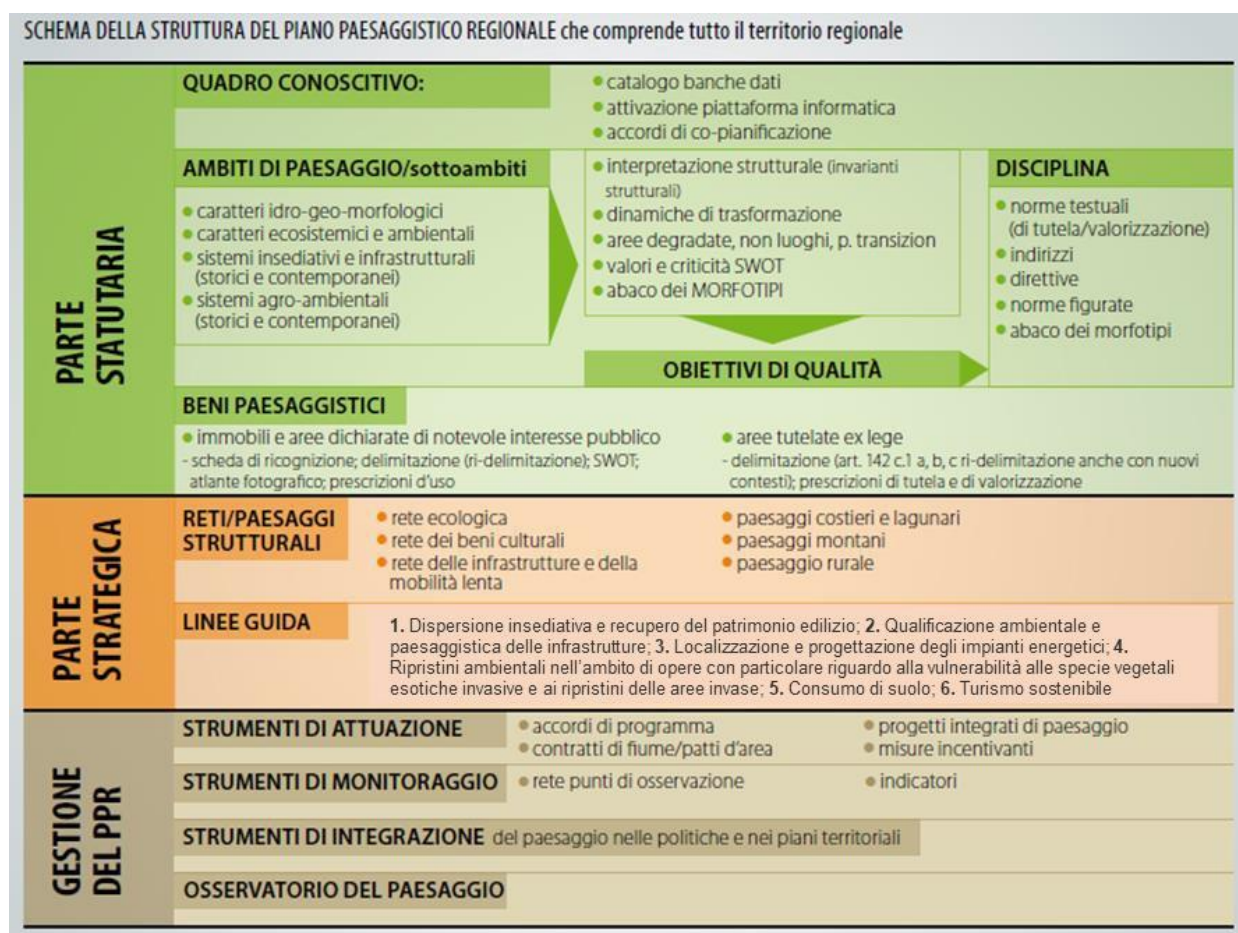 SCHEMA DELLA STRUTTURA DEL PIANO PAESAGGISTICO REGIONALE che comprende tutto il territorio regionale
PARTE
STATUTARIA
QUADRO CONOSCITIVO:
• catalogo banche dati
• attivazione piattaforma informatica
• accordi di co-pianificazione
AMBITI DI PAESAGGIO/sottoambiti
• caratteri idro-geo-morfologici
• caratteri ecosistemici e ambientali
• sistemi insediativi e infrastrutturali
(storici e contemporanei)
• sistemi agro-ambientali
(storici e contemporanei)
• interpretazione strutturale (invarianti
strutturali)
• dinamiche di trasformazione
• aree degradate, non luoghi, p. transizion
• valori e criticità SWOT
• abaco dei MORFOTIPI
OBIETTIVI DI QUALITÀ
DISCIPLINA
• norme testuali
(di tutela/valorizzazione)
• indirizzi
• direttive
• norme figurate
• abaco dei morfotipi
BENI PAESAGGISTICI
• immobili e aree dichiarate di notevole interesse pubblico
- scheda di ricognizione; delimitazione (ri-delimitazione); SWOT;
atlante fotografico; prescrizioni d'uso
• aree tutelate ex lege
- delimitazione (art. 142 c.1 a, b, c ri-delimitazione anche con nuovi
contesti); prescrizioni di tutela e di valorizzazione
PARTE
STRATEGICA
RETI/PAESAGGI
STRUTTURALI
• rete ecologica
• rete dei beni culturali
• rete delle infrastrutture e della
mobilità lenta
• paesaggi costieri e lagunari
• paesaggi montani
• paesaggio rurale
LINEE GUIDA
1. Dispersione insediativa e recupero del patrimonio edilizio; 2. Qualificazione ambientale e
paesaggistica delle infrastrutture; 3. Localizzazione e progettazione degli impianti energetici; 4.
Ripristini ambientali nell'ambito di opere con particolare riguardo alla vulnerabilità alle specie vegetali
esotiche invasive e ai ripristini delle aree invase; 5. Consumo di suolo; 6. Turismo sostenibile
GESTIONE
DEL PPR
STRUMENTI DI ATTUAZIONE
• accordi di programma
• contratti di fiume/patti d'area
• progetti integrati di paesaggio
• misure incentivanti
STRUMENTI DI MONITORAGGIO
• rete punti di osservazione
• indicatori
STRUMENTI DI INTEGRAZIONE del paesaggio nelle politiche e nei piani territoriali
OSSERVATORIO DEL PAESAGGIO